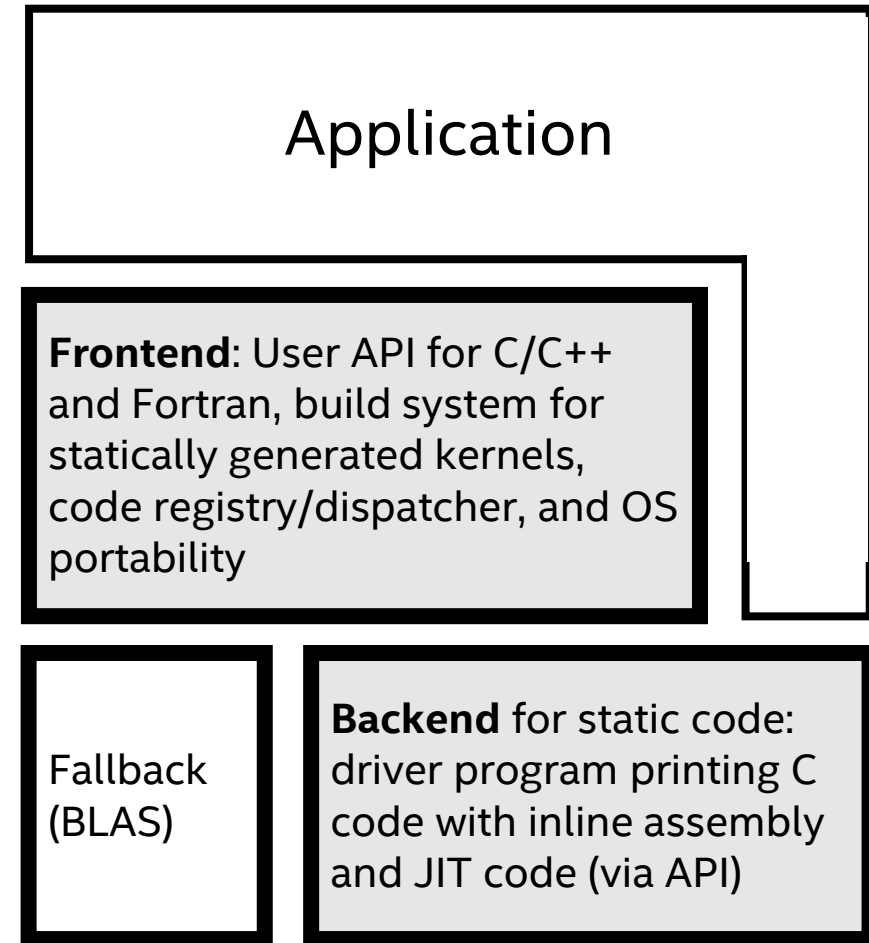 Application
Frontend: User API for C/C++
and Fortran, build system for
statically generated kernels,
code registry/dispatcher, and OS
portability
Fallback
(BLAS)
Backend for static code:
driver program printing C
code with inline assembly
and JIT code (via API)